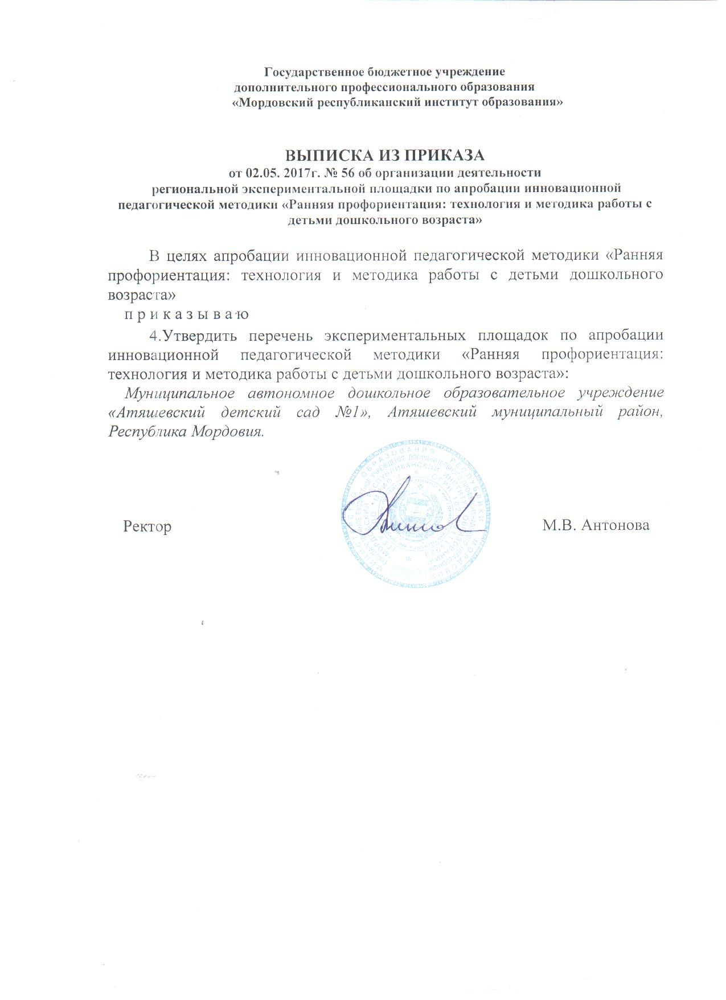 Государственное бюджетное учреждение
дополнительного профессионального образования
«Мордовский республиканский институт образования»
ВЫПИСКА ИЗ ПРИКАЗА
от 02.05. 2017г. № 56 об организации деятельности
региональной экспериментальной площадки по апробации инновационной
педагогической методики «Ранняя профориентация: технология и методика работы с
детьми дошкольного возраста»
В целях апробации инновационной педагогической методики «Ранняя
профориентация: технология и методика работы с детьми дошкольного
возраста»
п р и к а з ы в а ю
4.Утвердить перечень экспериментальных площадок по апробации
инновационной педагогической методики «Ранняя профориентация:
технология и методика работы с детьми дошкольного возраста»:
Муниципальное автономное дошкольное образовательное учреждение
«Атяшевский детский сад №1», Атяшевский муниципальный район,
Республика Мордовия.
Ректор
М.В. Антонова